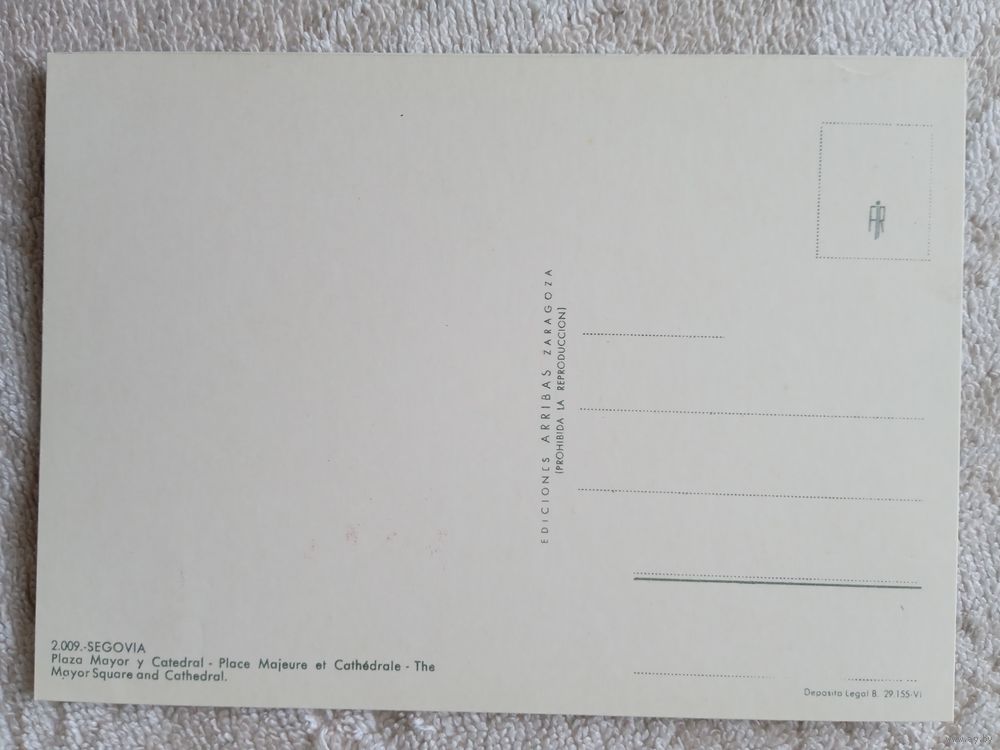 2.009.-SEGOVIA
Plaza Mayor y Catedral - Place Majeure et Cathédrale - The
Mayor Square and Cathedral.
EDICIONES ARRIBAS ZARAGOZA
(PROHIBIDA LA REPRODUCCION)
Deposito Legal B. 29.155-VI